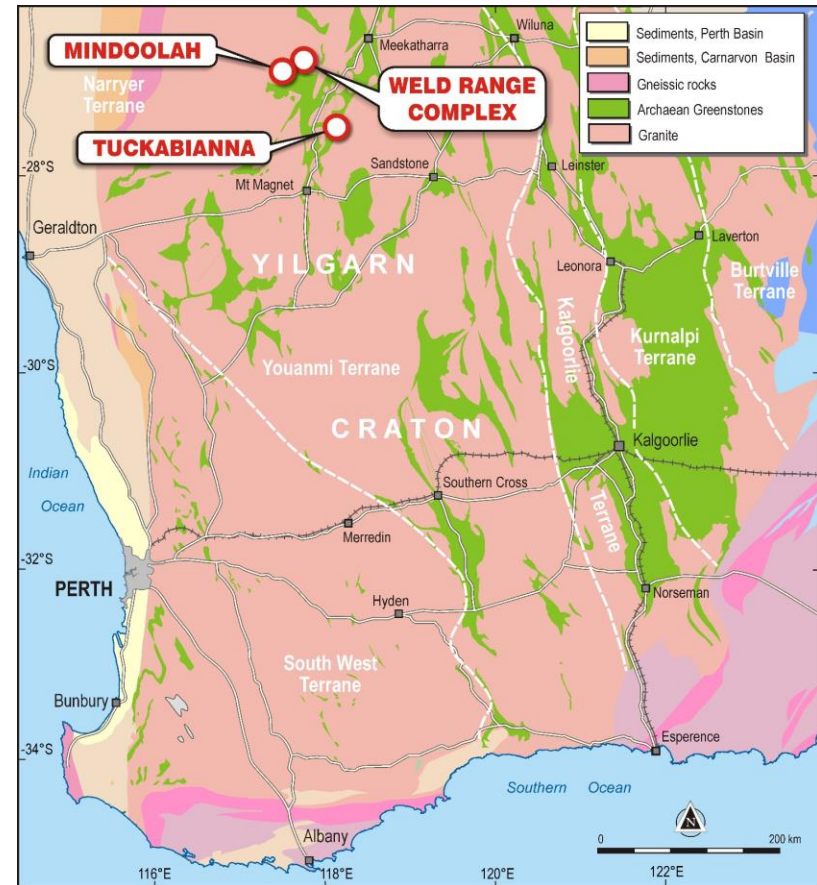 Wiluna
Meekatharra
MINDOOLAH
Narryer
Terrane
WELD RANGE
COMPLEX
TUCKABIANNA
Sediments, Perth Basin
Sediments, Carnarvon Basin
Gneissic rocks
Archaean Greenstones
Granite
-28°S
Sandstone
Leinster
Mt Magnet
Geraldton
Laverton
YILGARN
Leonora
Burtville
Terrane
Kalgoorlie
Kurnalpi
Terrane
-30°S
Youanmi Terrane
CRATON
Kalgoorlie
Indian
Ocean
Southern Cross
Terrane
Merredin
-32°S
PERTH
Hyden
Norseman
South West
Terrane
Bunbury
-34°S
Esperence
Southern Ocean
N
0
200 km
Albany
116°E
118°E
120°E
122°E